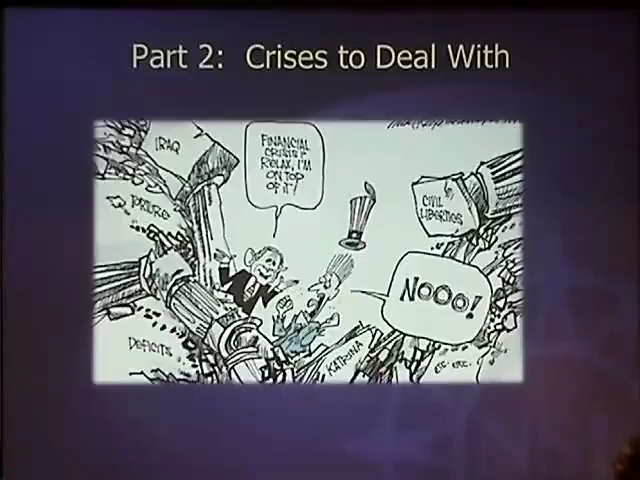 Part 2: Crises to Deal With
IRAQ
FINANCIAL
CRISIS?
RELAX, I'M
ON TOP
OF IT!
TORTURE
CIVIL
LIBERTIES
NOOO!
DEFICITS
KATRINA
ETC. ETC.